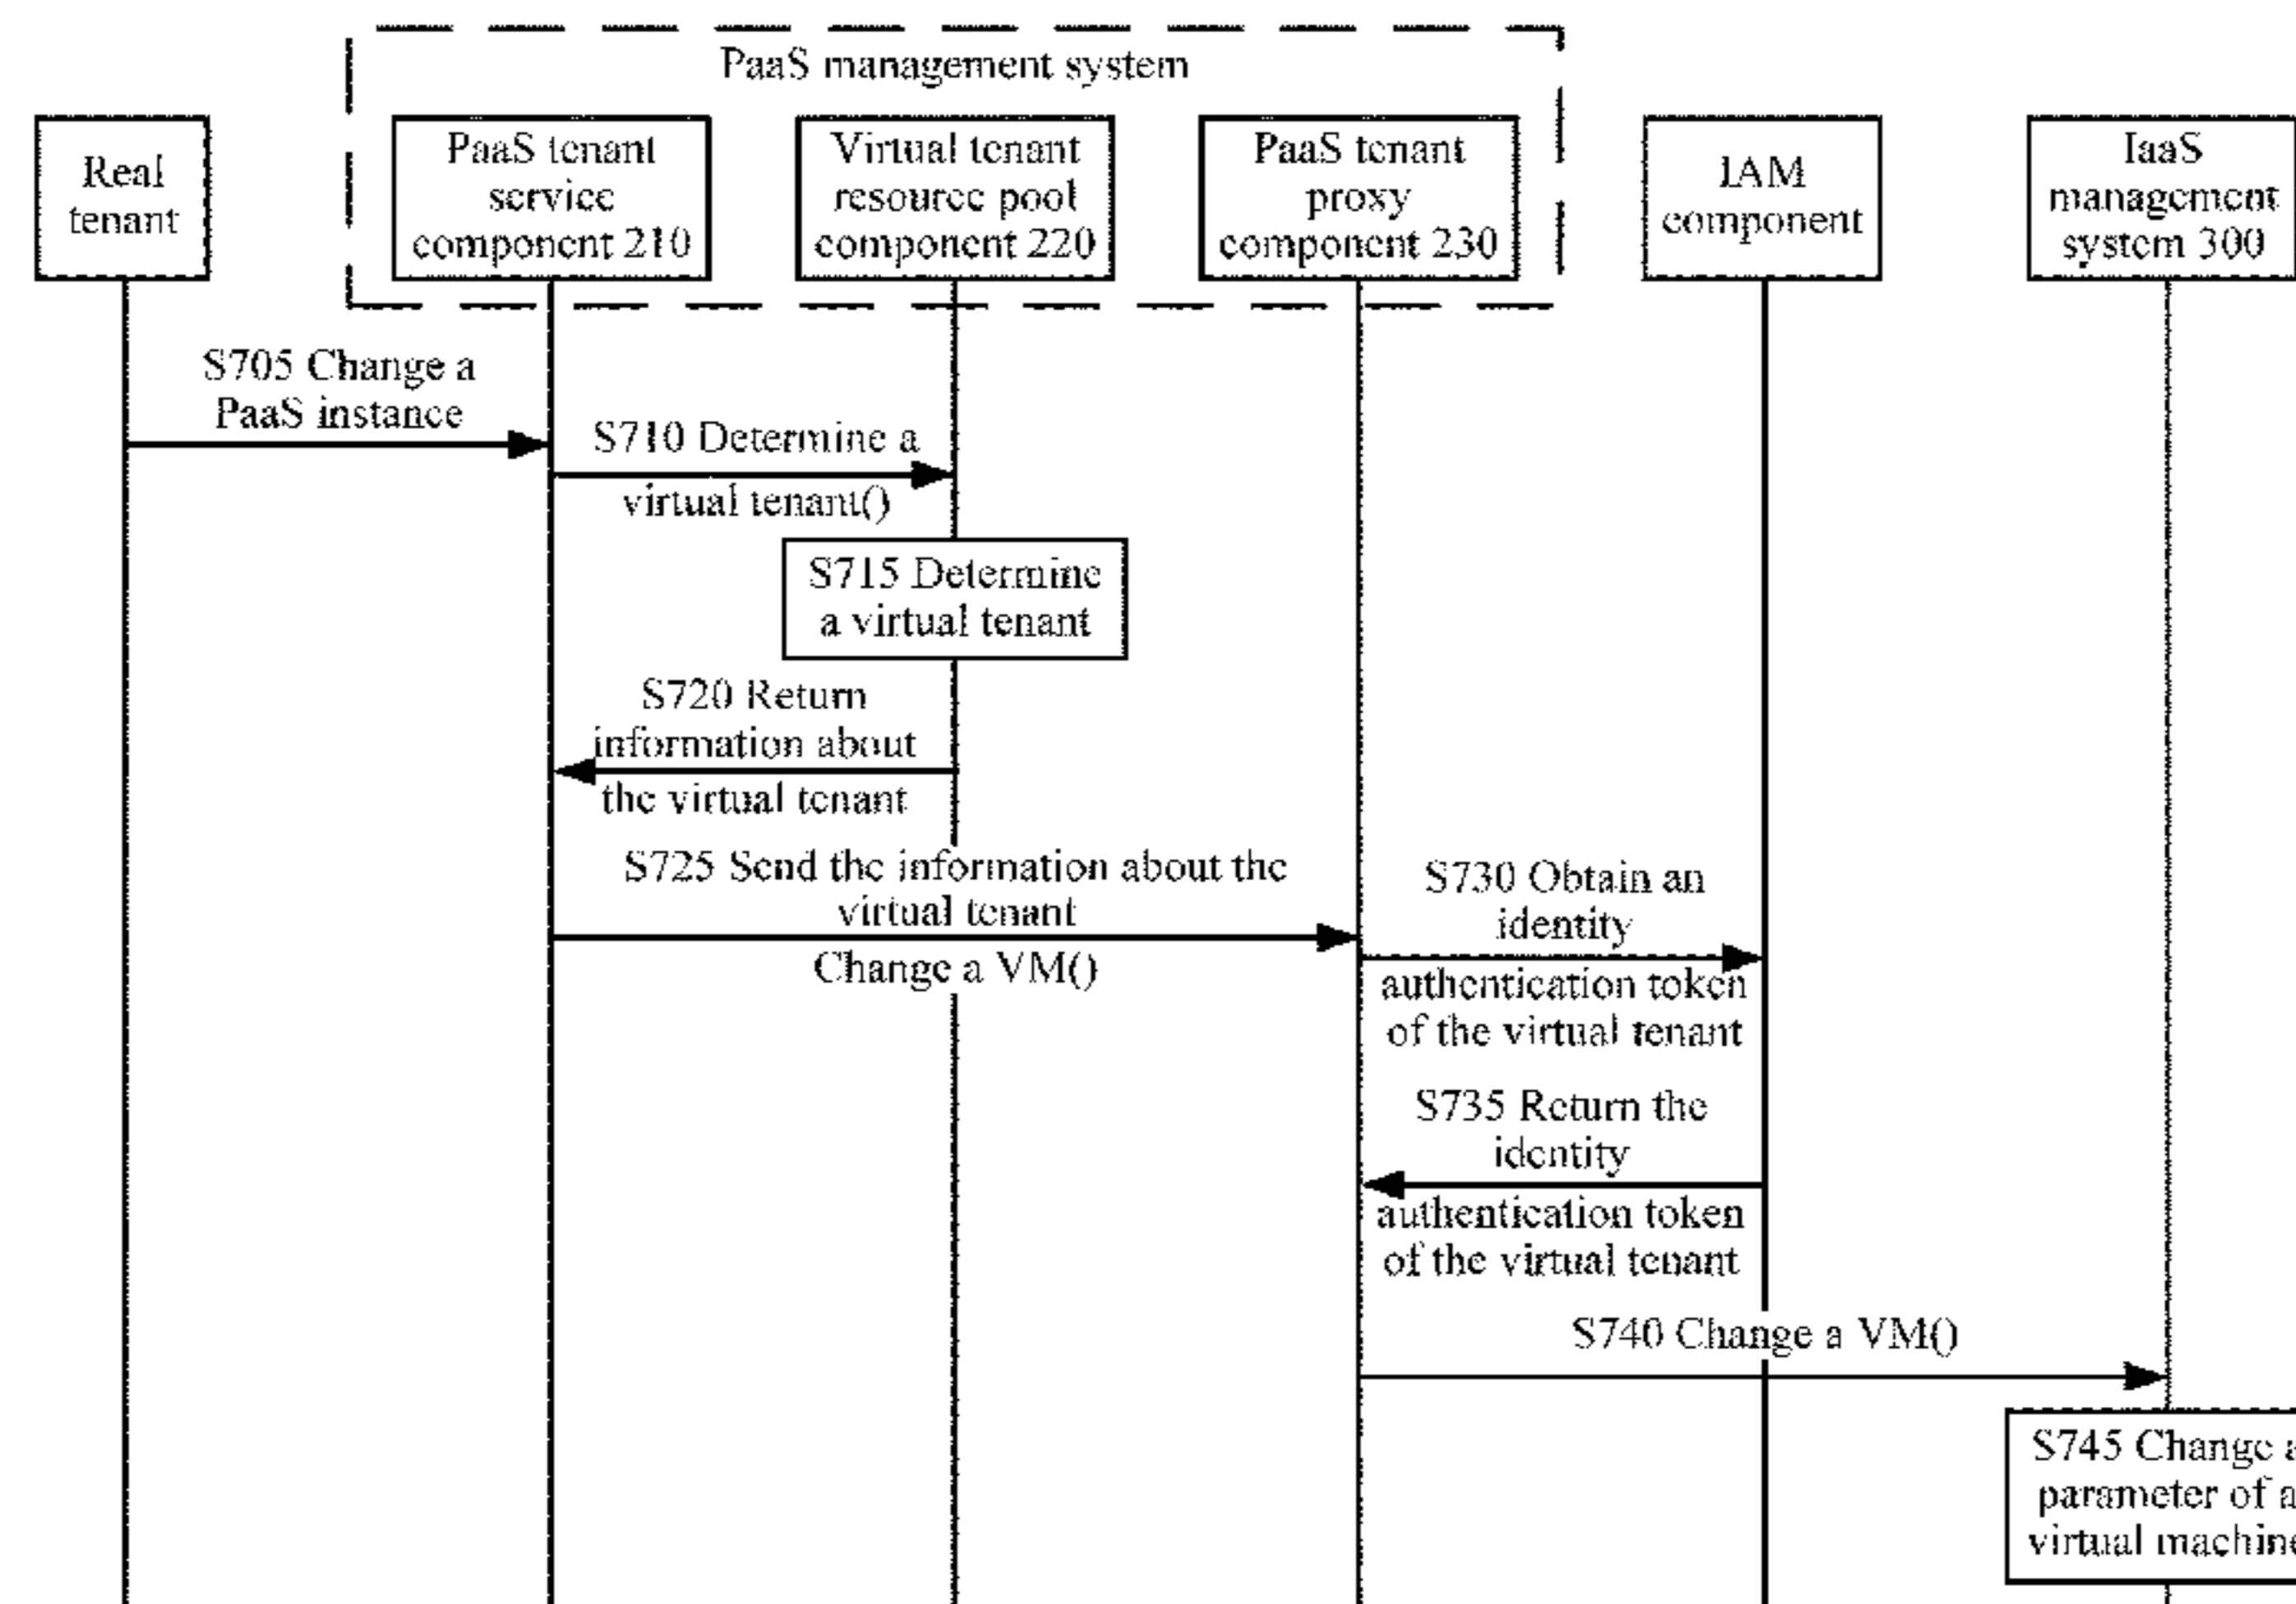 PaaS management system
Real
tenant
PaaS tenant
service
component 210
Virtual tenant
resource pool
component 220
PaaS tenant
proxy
component 230
IAM
component
IaaS
management
system 300
S705 Change a
PaaS instance
S710 Determine a
virtual tenant()
S715 Determine
a virtual tenant
S720 Return
information about
the virtual tenant
S725 Send the information about the
virtual tenant
Change a VM()
S730 Obtain an
identity
authentication token
of the virtual tenant
S735 Return the
identity
authentication token
of the virtual tenant
S740 Change a VM()
S745 Change a
parameter of a
virtual machine